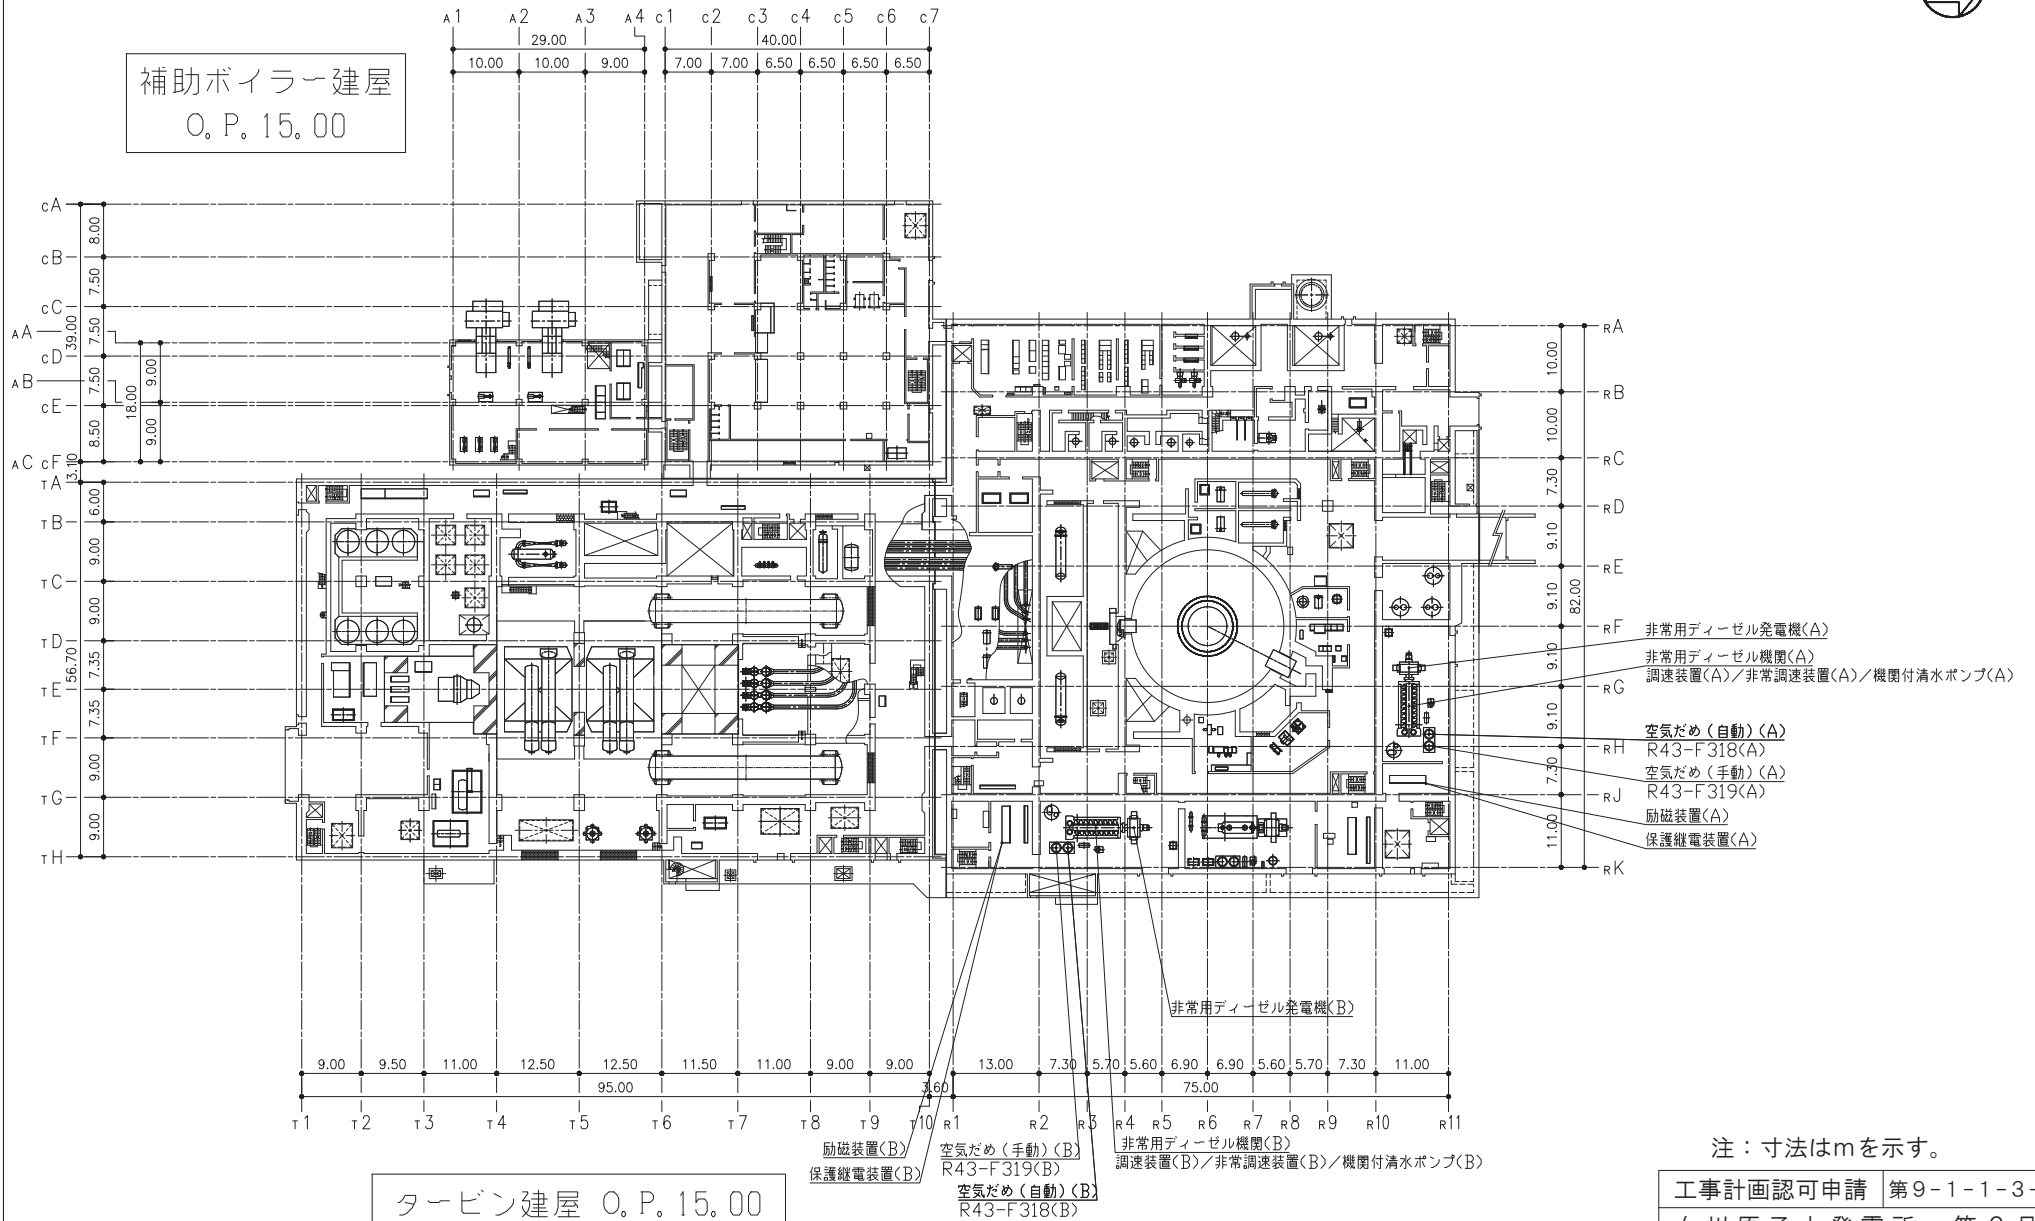 A1 A2 A3 A4 c1 c2 c3 c4 c5 c6 c7
29.00 40.00
10.00 10.00 9.00 7.00 7.00 6.50 6.50 6.50 6.50
補助ボイラー建屋
O.P.15.00
cA
8.00
cB
7.50
cC
AA
39.00
7.50
cD
9.00
AB
7.50
18.00
cE
8.50
9.00
AC cF
3.10
TA
6.00
TB
9.00
TC
9.00
TD
7.35
56.70
TE
7.35
TF
9.00
TG
9.00
TH
RA
10.00
RB
10.00
RC
7.30
RD
9.10
RE
9.10
82.00
RF
9.10
RG
9.10
RH
7.30
RJ
11.00
RK
非常用ディーゼル発電機(A)
非常用ディーゼル機関(A)
調速装置(A)/非常調速装置(A)/機関付清水ポンプ(A)
空気だめ(自動)(A)
R43-F318(A)
空気だめ(手動)(A)
R43-F319(A)
励磁装置(A)
保護継電装置(A)
非常用ディーゼル発電機(B)
9.00 9.50 11.00 12.50 12.50 11.50 11.00 9.00 9.00 13.00 7.30 5.70 5.60 6.90 6.90 5.60 5.70 7.30 11.00
95.00 3.60 75.00
T1 T2 T3 T4 T5 T6 T7 T8 T9 T10 R1 R2 R3 R4 R5 R6 R7 R8 R9 R10 R11
励磁装置(B)
保護継電装置(B)
空気だめ(手動)(B)
R43-F319(B)
空気だめ(自動)(B)
R43-F318(B)
非常用ディーゼル機関(B)
調速装置(B)/非常調速装置(B)/機関付清水ポンプ(B)
タービン建屋 O.P.15.00
注:寸法はmを示す。
工事計画認可申請 第9-1-1-3-